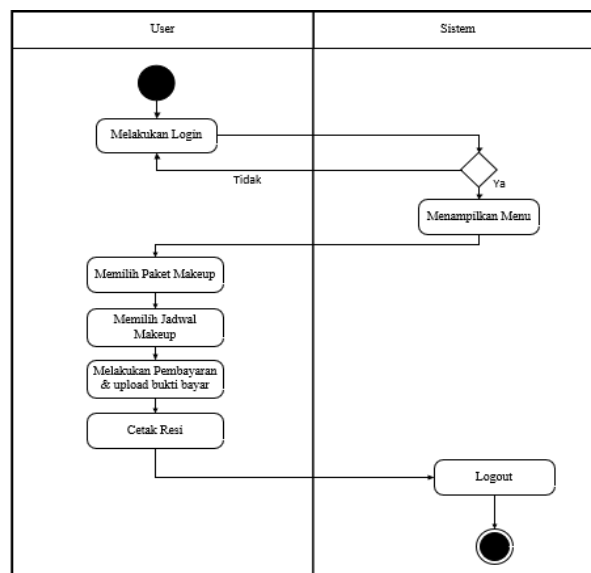 User
Sistem
Melakukan Login
Tidak
Ya
Menampilkan Menu
Memilih Paket Makeup
Memilih Jadwal
Makeup
Melakukan Pembayaran
& upload bukti bayar
Cetak Resi
Logout